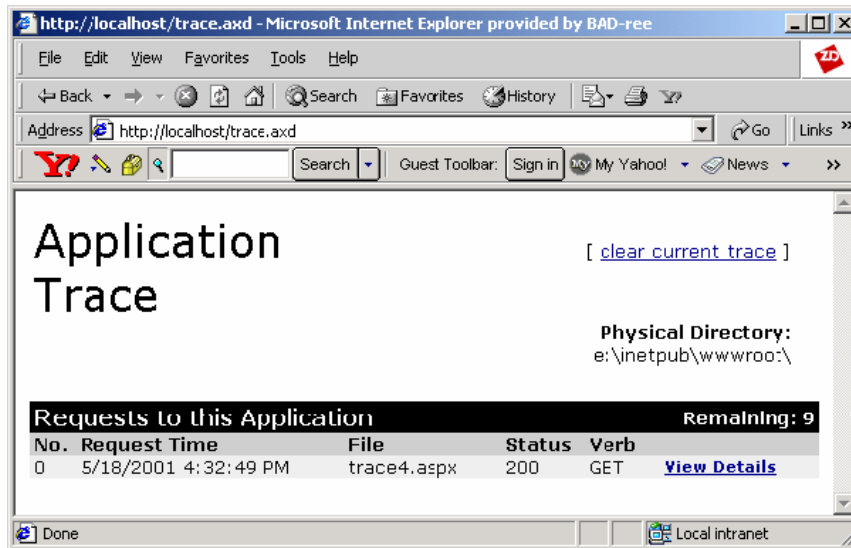 http://localhost/trace.axd - Microsoft Internet Explorer provided by BAD-ree
File Edit View Favorites Tools Help
ZD
Back Search Favorites History Y?
Address http://localhost/trace.axd Go Links »
Y? Search Guest Toolbar: Sign in MY My Yahoo! News »
Application
Trace
[ clear current trace ]
Physical Directory:
e:\inetpub\wwwroot\
Requests to this Application Remaining: 9
No. Request Time File Status Verb
0 5/18/2001 4:32:49 PM trace4.aspx 200 GET View Details
Done Local intranet